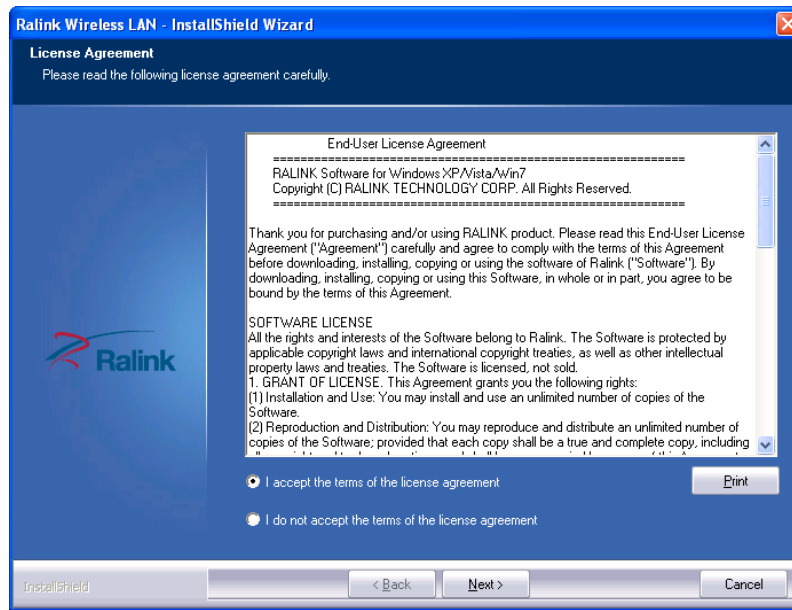 Ralink Wireless LAN - InstallShield Wizard
License Agreement
Please read the following license agreement carefully.
End-User License Agreement
===============================================================
RALINK Software for Windows XP/Vista/Win7
Copyright (C) RALINK TECHNOLOGY CORP. All Rights Reserved.
===============================================================
Thank you for purchasing and/or using RALINK product. Please read this End-User License
Agreement ("Agreement") carefully and agree to comply with the terms of this Agreement
before downloading, installing, copying or using the software of Ralink ("Software"). By
downloading, installing, copying or using this Software, in whole or in part, you agree to be
bound by the terms of this Agreement.
SOFTWARE LICENSE
All the rights and interests of the Software belong to Ralink. The Software is protected by
applicable copyright laws and international copyright treaties, as well as other intellectual
property laws and treaties. The Software is licensed, not sold.
1. GRANT OF LICENSE. This Agreement grants you the following rights:
(1) Installation and Use: You may install and use an unlimited number of copies of the
Software.
(2) Reproduction and Distribution: You may reproduce and distribute an unlimited number of
copies of the Software; provided that each copy shall be a true and complete copy, including
Ralink
I accept the terms of the license agreement
Print
I do not accept the terms of the license agreement
InstallShield
< Back
Next >
Cancel